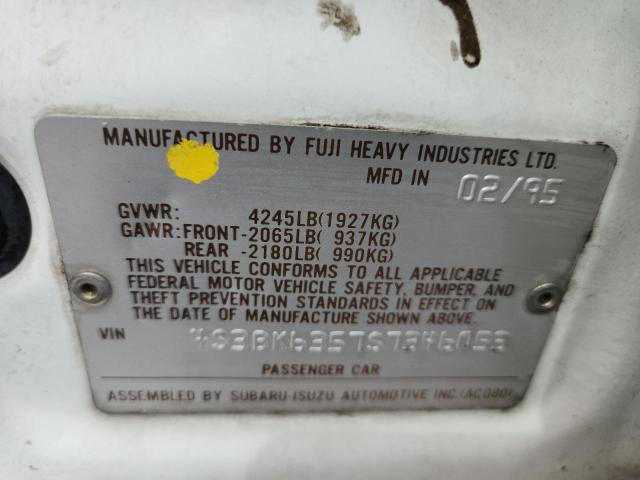 MANUFACTURED BY FUJI HEAVY INDUSTRIES LTD.
MFD IN 02/95
GVWR: 4245LB(1927KG)
GAWR:FRONT-2065LB( 937KG)
REAR -2180LB( 990KG)
THIS VEHICLE CONFORMS TO ALL APPLICABLE
FEDERAL MOTOR VEHICLE SAFETY, BUMPER, AND
THEFT PREVENTION STANDARDS IN EFFECT ON
THE DATE OF MANUFACTURE SHOWN ABOVE.
VIN 4S3BK6357S7346053
PASSENGER CAR
ASSEMBLED BY SUBARU-ISUZU AUTOMOTIVE INC.(AC080)